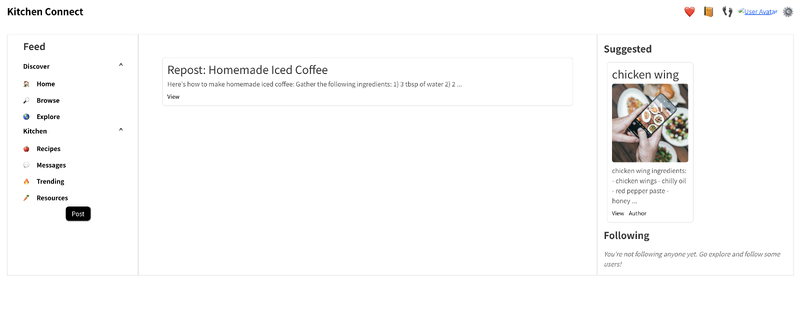 Kitchen Connect
User Avatar
Feed
Discover
Home
Browse
Explore
Kitchen
Recipes
Messages
Trending
Resources
Post
Repost: Homemade Iced Coffee
Here's how to make homemade iced coffee: Gather the following ingredients: 1) 3 tbsp of water 2) 2 ...
View
Suggested
chicken wing
chicken wing ingredients:
- chicken wings - chilly oil
- red pepper paste -
honey ...
View Author
Following
You're not following anyone yet. Go explore and follow some
users!